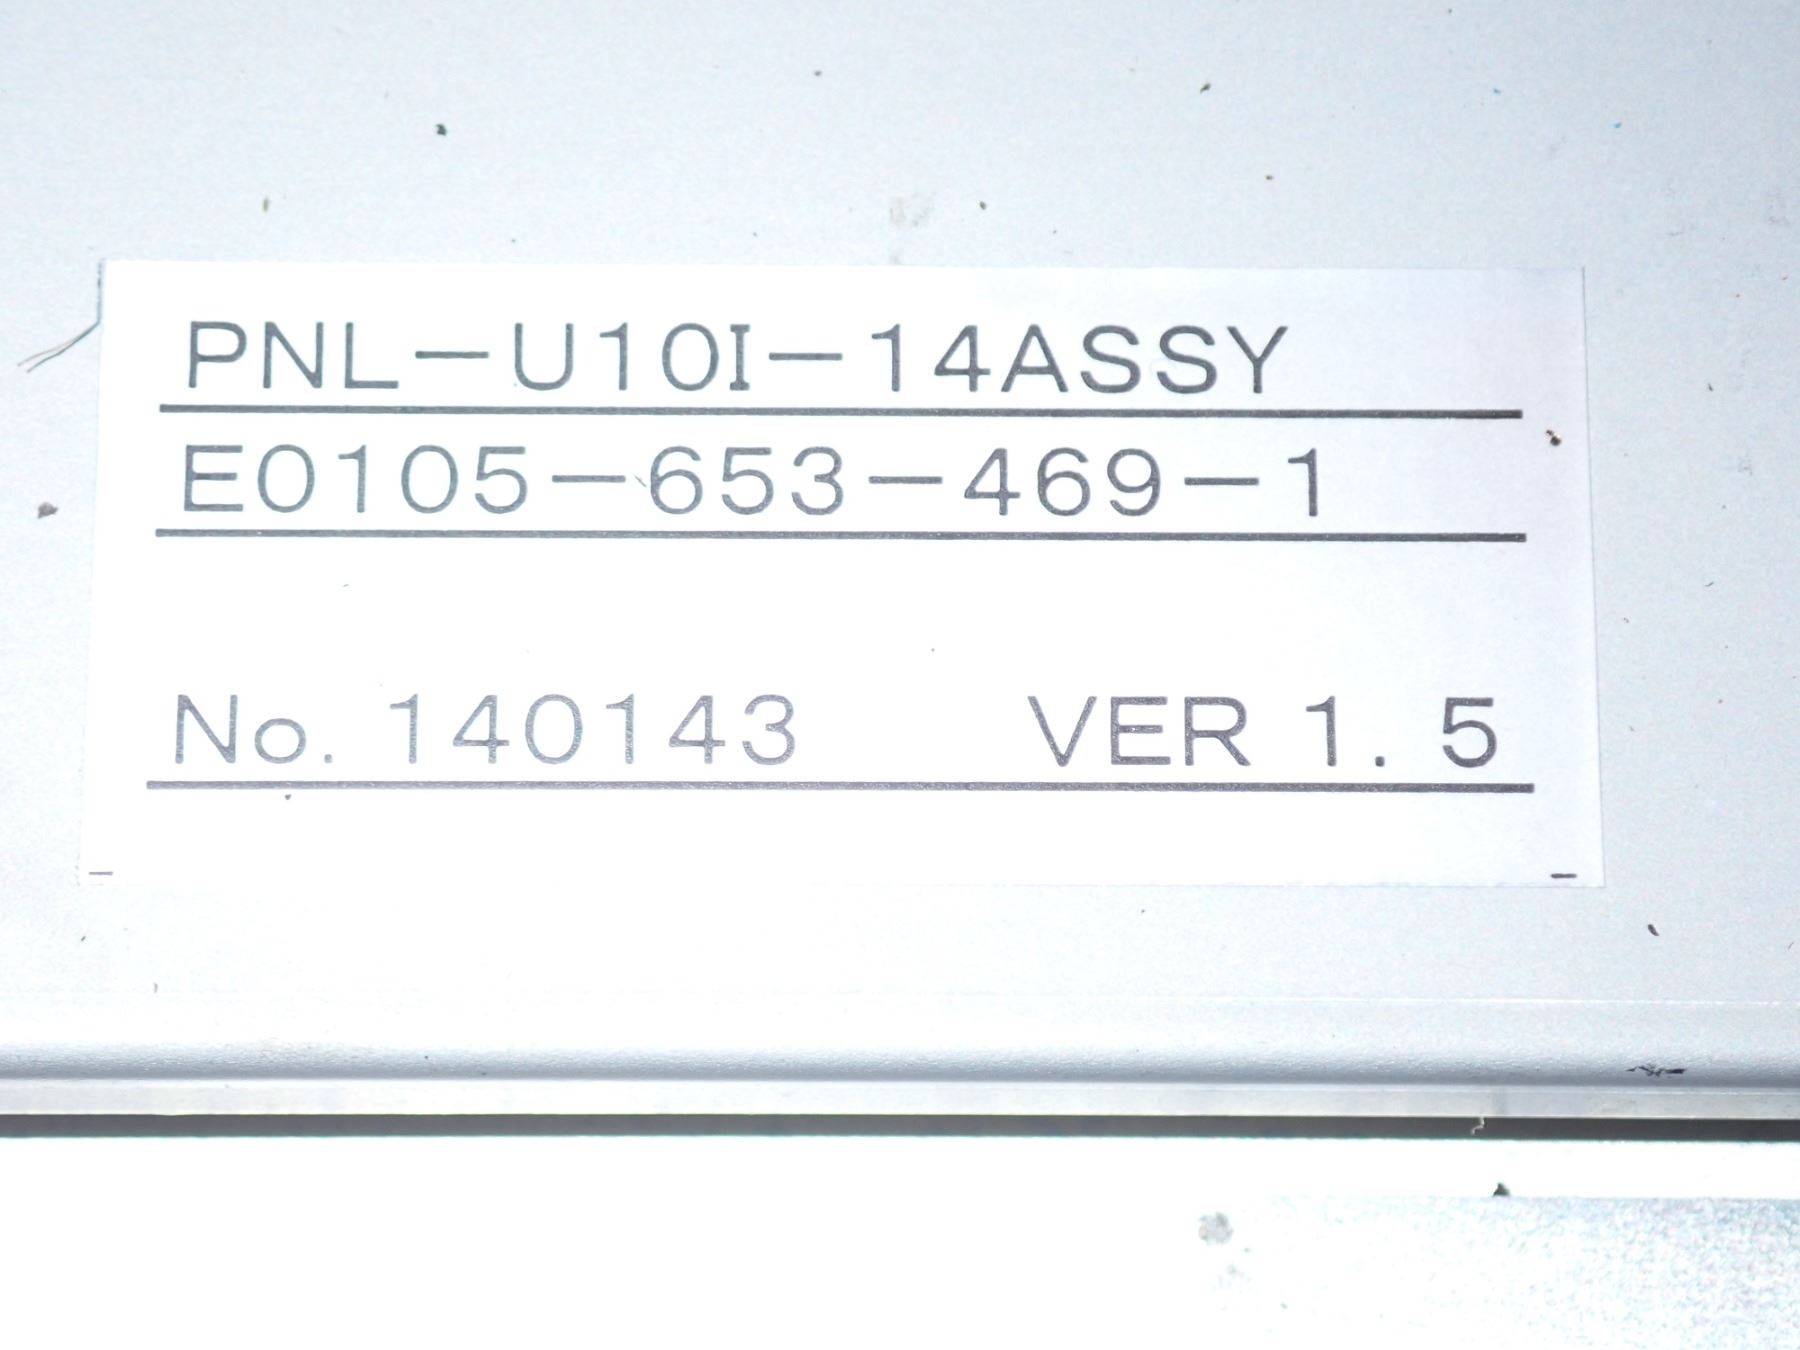 PNL-U10I-14ASSY
E0105-653-469-1
No. 140143 VER 1. 5